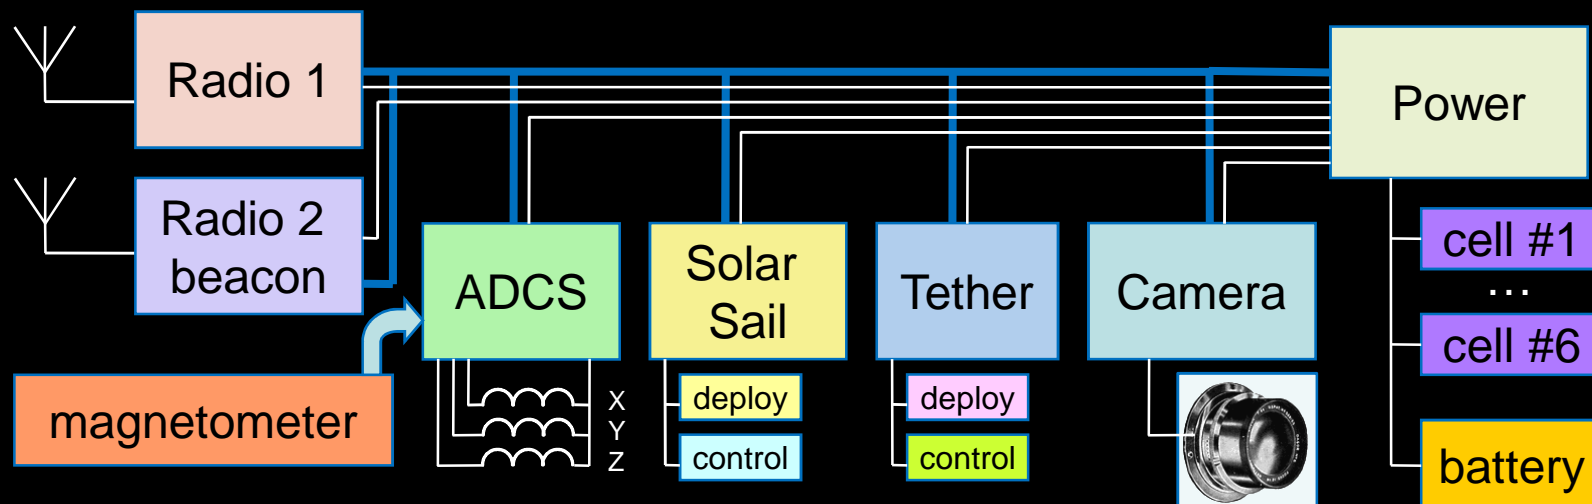 Radio 1
Power
Radio 2
beacon
ADCS
Solar
Sail
Tether
Camera
cell #1
...
cell #6
magnetometer
X
Y
Z
deploy
control
deploy
control
battery